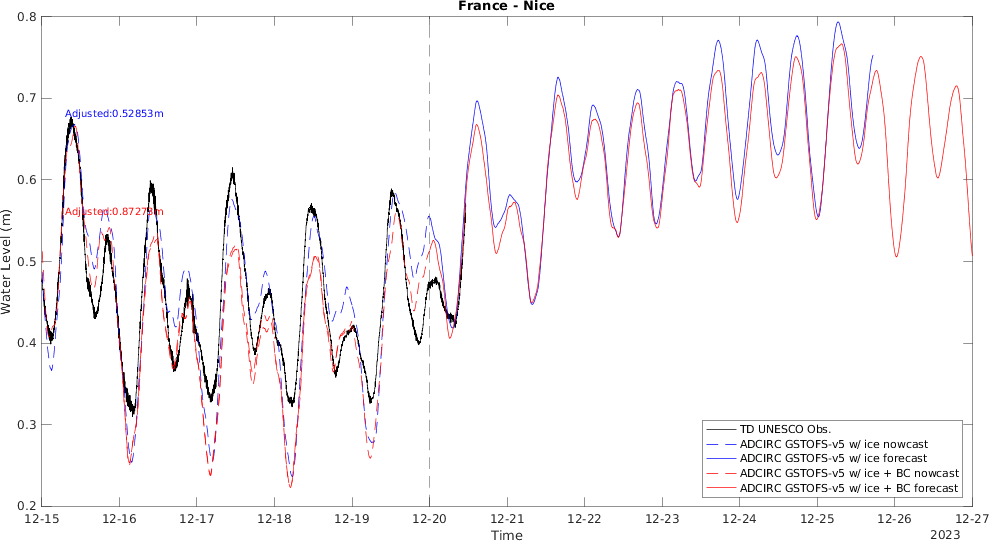 France - Nice
0.8
0.7
0.6
0.5
0.4
0.3
0.2
Water Level (m)
Adjusted:0.52853m
Adjusted:0.87273m
TD UNESCO Obs.
ADCIRC GSTOFS-v5 w/ ice nowcast
ADCIRC GSTOFS-v5 w/ ice forecast
ADCIRC GSTOFS-v5 w/ ice + BC nowcast
ADCIRC GSTOFS-v5 w/ ice + BC forecast
12-15 12-16 12-17 12-18 12-19 12-20 12-21 12-22 12-23 12-24 12-25 12-26 12-27
Time
2023